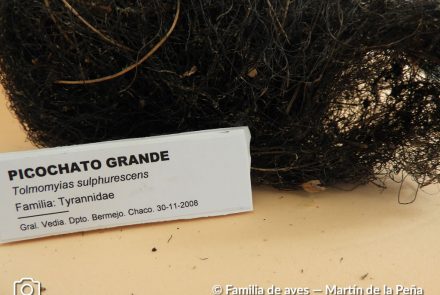 PICOCHATO GRANDE
Tolmomyias sulphurescens
Familia: Tyrannidae
Gral. Vedia. Dpto. Bermejo. Chaco. 30-11-2008
© Familia de aves — Martín de la Peña